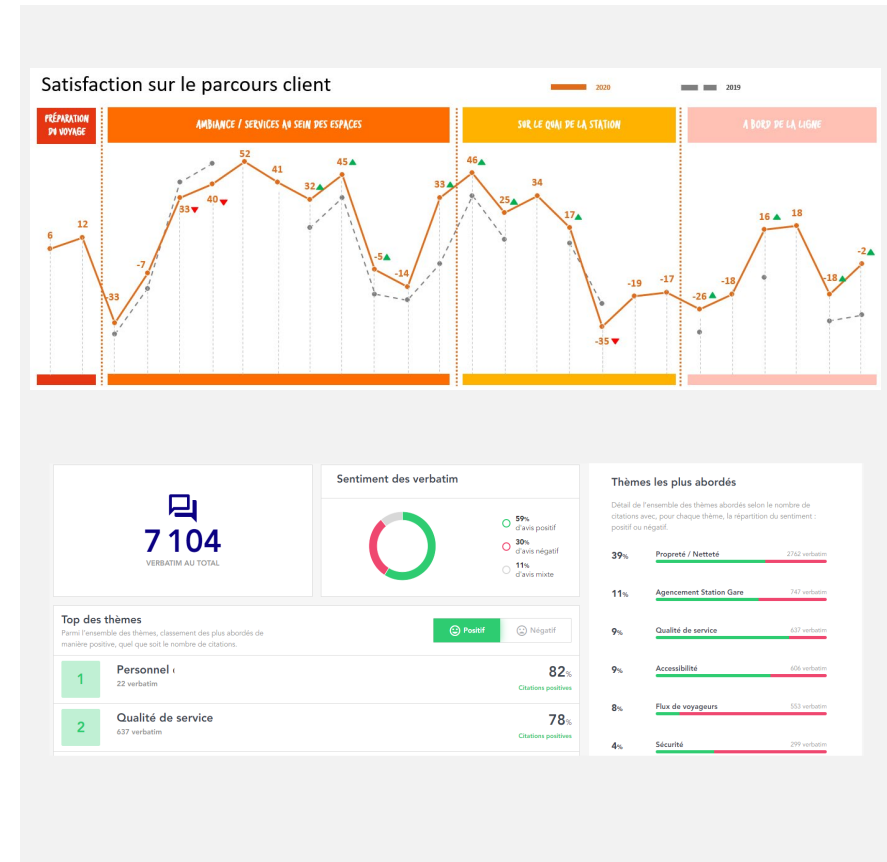 Satisfaction sur le parcours client
2020
2019
PRÉPARATION
DU VOYAGE
AMBIANCE / SERVICES AU SEIN DES ESPACES
SUR LE QUAI DE LA STATION
A BORD DE LA LIGNE
6
12
-33
-7
33
40
52
41
32
45
-5
-14
33
46
25
34
17
-35
-19
-17
-26
-18
16
18
-18
-2
7 104
VERBATIM AU TOTAL
Sentiment des verbatim
59%
d'avis positif
30%
d'avis négatif
11%
d'avis mixte
Top des thèmes
Parmi l'ensemble des thèmes, classement des plus abordés de
manière positive, quel que soit le nombre de citations.
Positif
Négatif
1
Personnel
22 verbatim
82%
Citations positives
2
Qualité de service
637 verbatim
78%
Citations positives
Thèmes les plus abordés
Détail de l'ensemble des thèmes abordés selon le nombre de
citations avec, pour chaque thème, la répartition du sentiment :
positif ou négatif.
39% Propreté / Netteté 2762 verbatim
11% Agencement Station Gare 747 verbatim
9% Qualité de service 637 verbatim
9% Accessibilité 606 verbatim
8% Flux de voyageurs 553 verbatim
4% Sécurité 299 verbatim